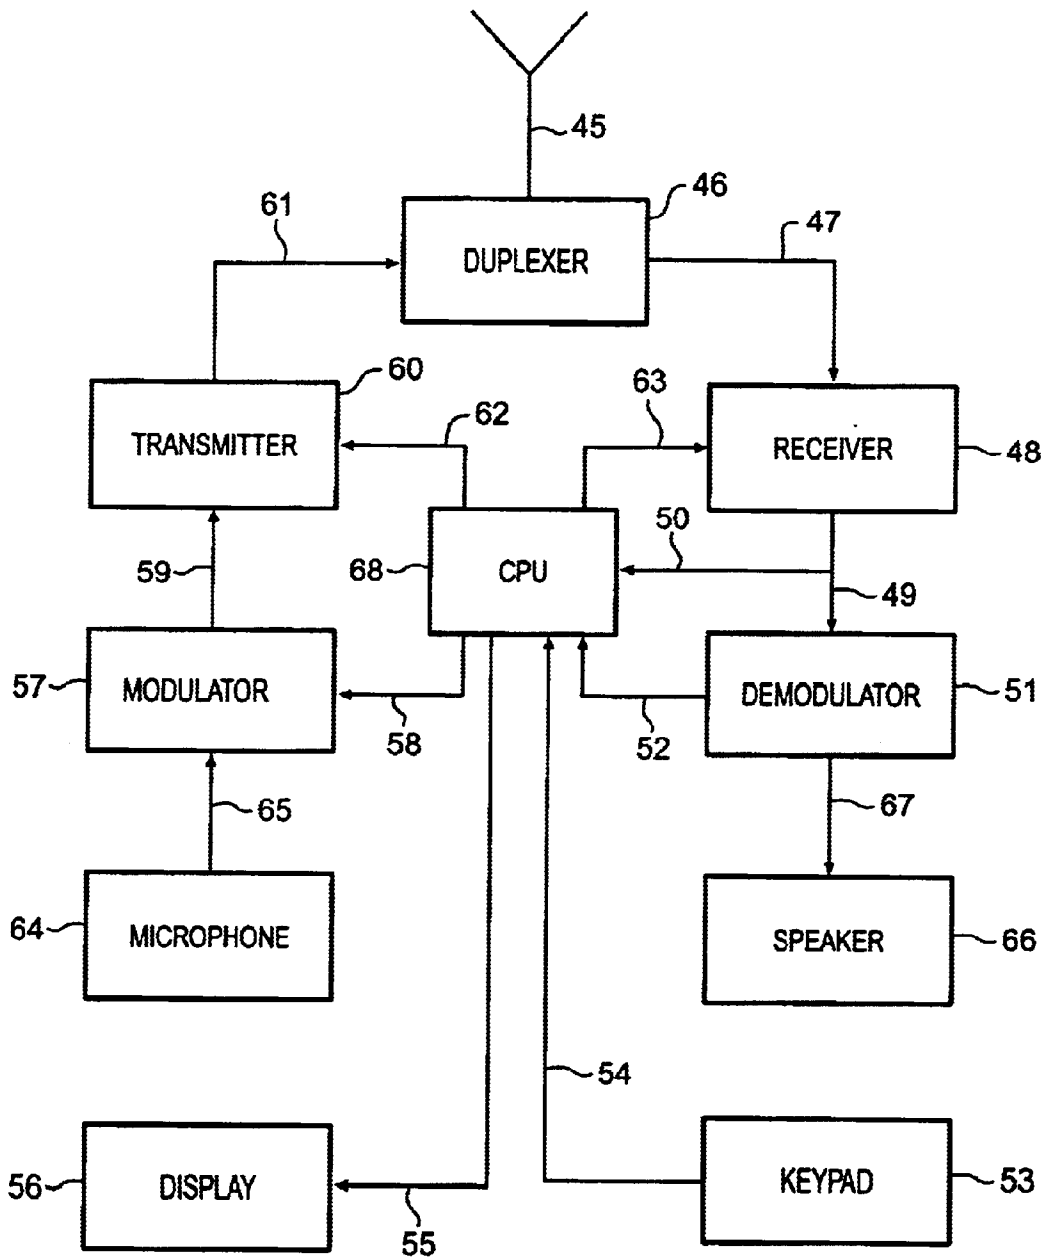 45
46
47
61
DUPLEXER
60
62
63
TRANSMITTER
RECEIVER
48
50
59
68
CPU
49
57
MODULATOR
58
52
DEMODULATOR
51
65
67
64
MICROPHONE
SPEAKER
66
54
56
DISPLAY
55
KEYPAD
53